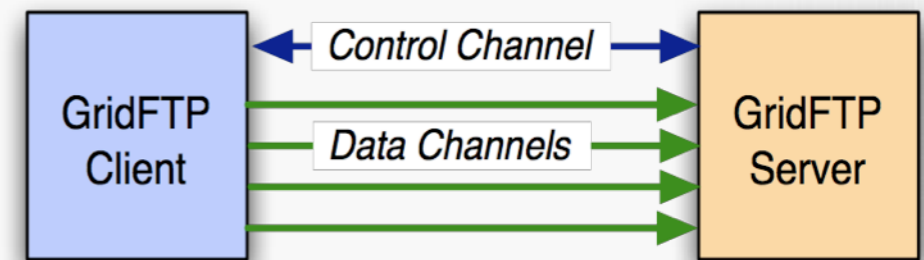 Control Channel
GridFTP
Client
Data Channels
GridFTP
Server